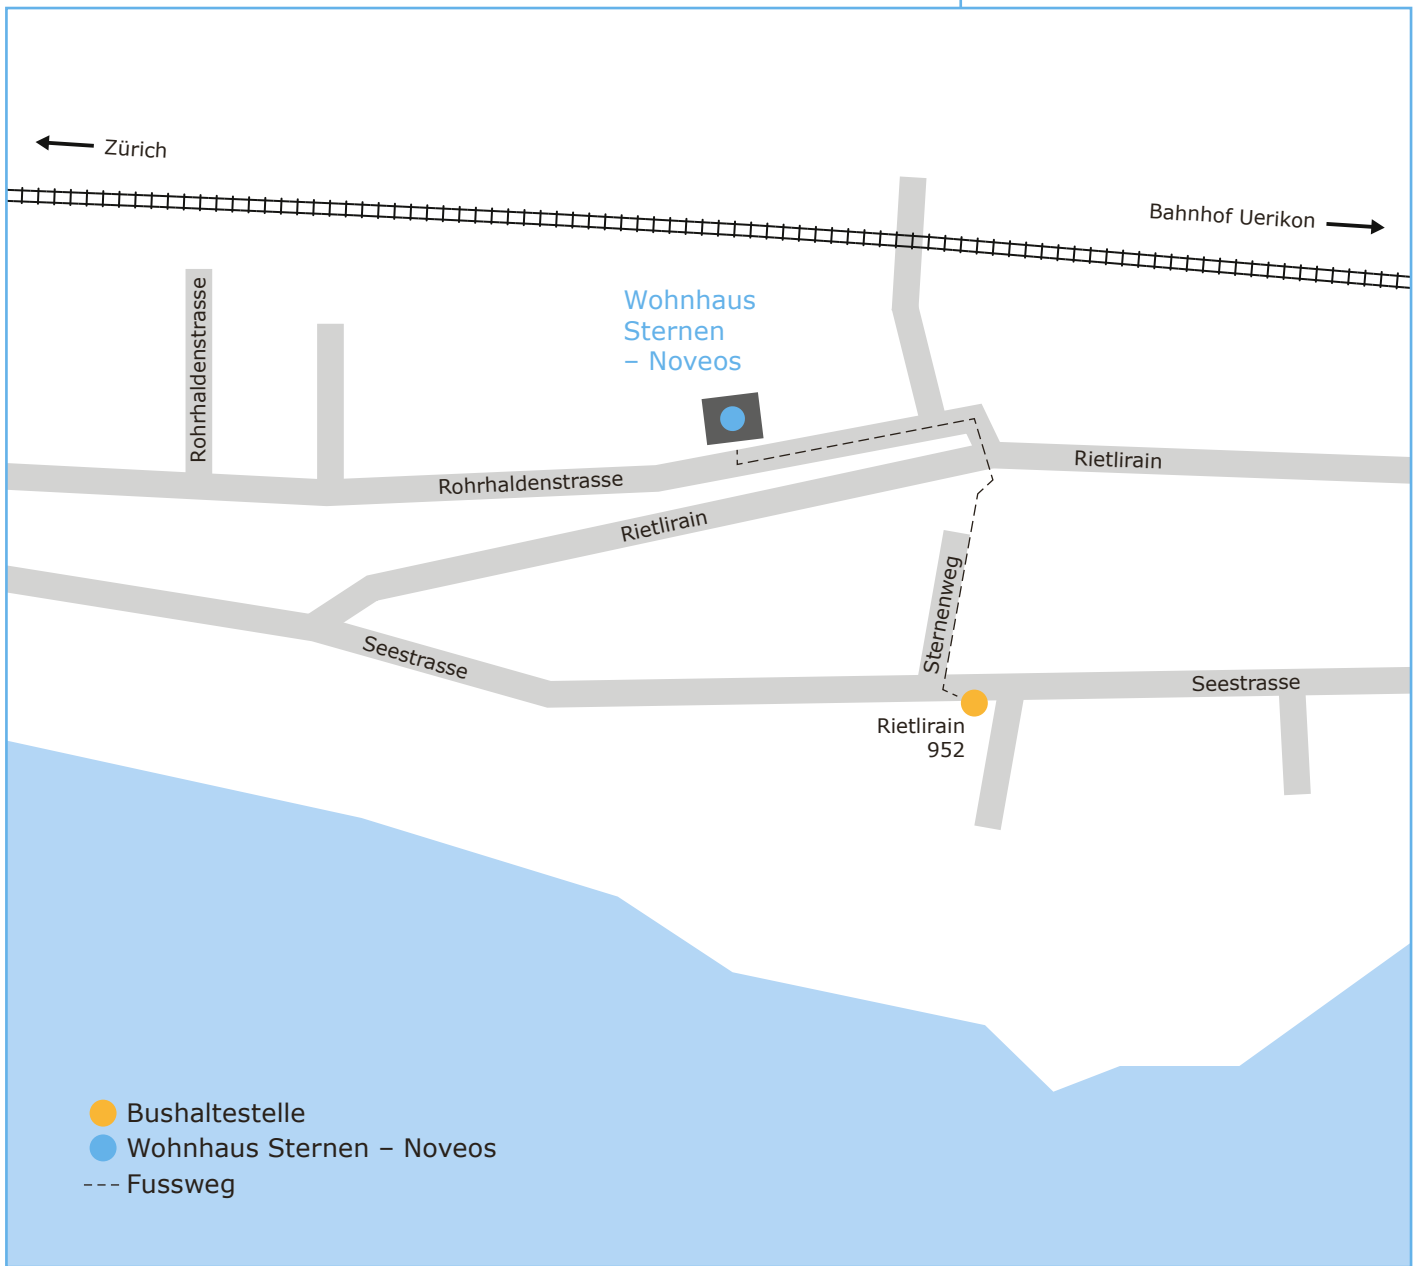 Zürich
Bahnhof Uerikon
Rohrhaldenstrasse
Wohnhaus
Sternen
– Noveos
Rohrhaldenstrasse
Rietlirain
Rietlirain
Sternenweg
Seestrasse
Seestrasse
Rietlirain
952
Bushaltestelle
Wohnhaus Sternen – Noveos
Fussweg